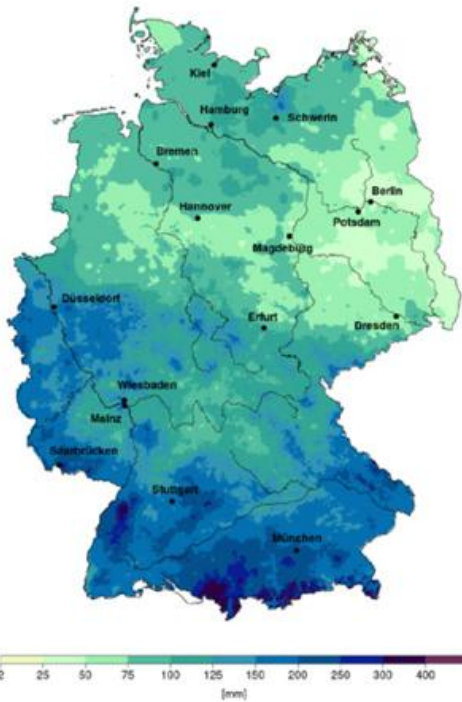 Kiel
Hamburg
Schwerin
Bremen
Berlin
Hannover
Potsdam
Magdeburg
Düsseldorf
Erfurt
Dresden
Wiesbaden
Mainz
Saarbrücken
Stuttgart
München
2 25 50 75 100 125 150 200 250 300 400
[mm]